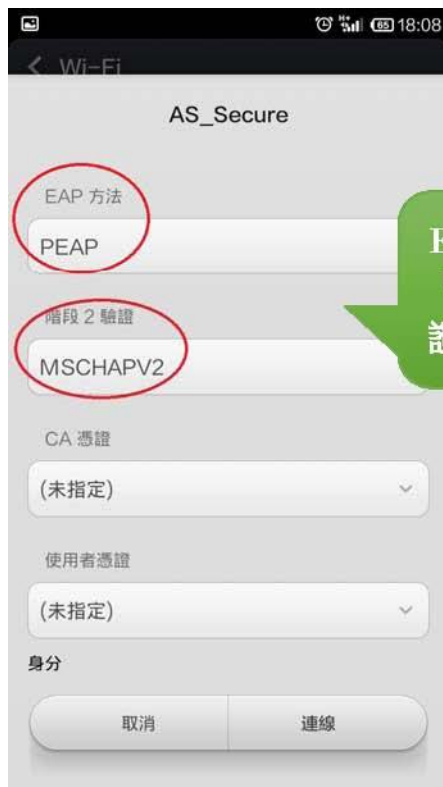 65 18:08
Wi-Fi
AS_Secure
EAP 方法
PEAP
階段 2 驗證
MSCHAPV2
CA 憑證
(未指定)
使用者憑證
(未指定)
身分
取消 連線